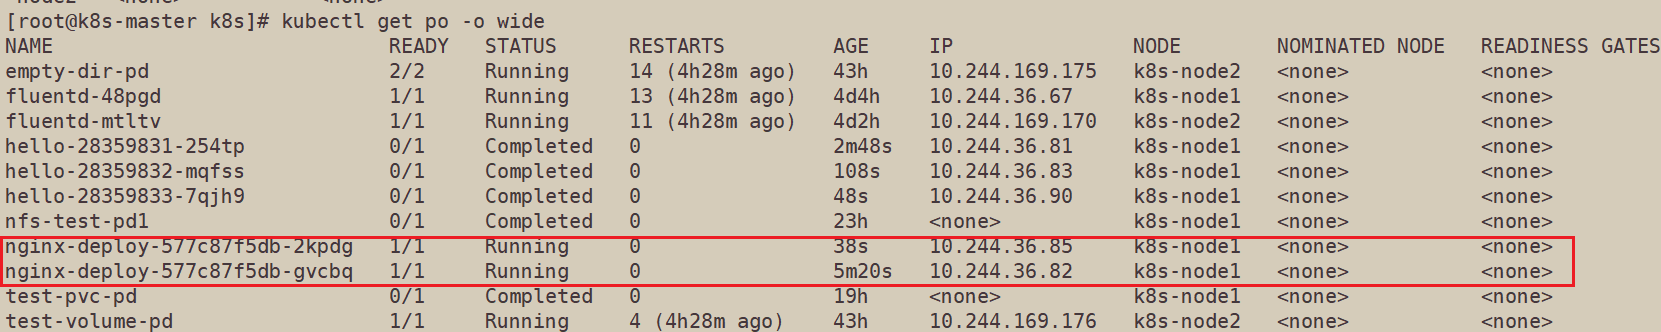 [root@k8s-master k8s]# kubectl get po -o wide
NAME READY STATUS RESTARTS AGE IP NODE NOMINATED NODE READINESS GATES
empty-dir-pd 2/2 Running 14 (4h28m ago) 43h 10.244.169.175 k8s-node2 <none> <none>
fluentd-48pgd 1/1 Running 13 (4h28m ago) 4d4h 10.244.36.67 k8s-node1 <none> <none>
fluentd-mtltv 1/1 Running 11 (4h28m ago) 4d2h 10.244.169.170 k8s-node2 <none> <none>
hello-28359831-254tp 0/1 Completed 0 2m48s 10.244.36.81 k8s-node1 <none> <none>
hello-28359832-mqfss 0/1 Completed 0 108s 10.244.36.83 k8s-node1 <none> <none>
hello-28359833-7qjh9 0/1 Completed 0 48s 10.244.36.90 k8s-node1 <none> <none>
nfs-test-pd1 0/1 Completed 0 23h <none> k8s-node1 <none> <none>
nginx-deploy-577c87f5db-2kpdg 1/1 Running 0 38s 10.244.36.85 k8s-node1 <none> <none>
nginx-deploy-577c87f5db-gvcbq 1/1 Running 0 5m20s 10.244.36.82 k8s-node1 <none> <none>
test-pvc-pd 0/1 Completed 0 19h <none> k8s-node1 <none> <none>
test-volume-pd 1/1 Running 4 (4h28m ago) 43h 10.244.169.176 k8s-node2 <none> <none>